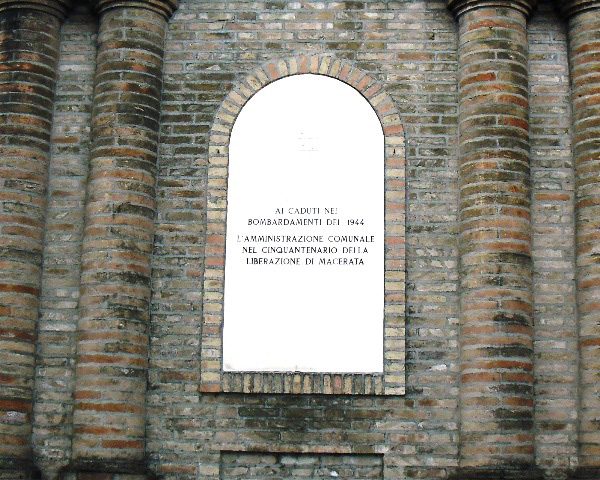 AI CADUTI NEI
BOMBARDAMENTI DEL 1944
L'AMMINISTRAZIONE COMUNALE
NEL CINQUANTENARIO DELLA
LIBERAZIONE DI MACERATA